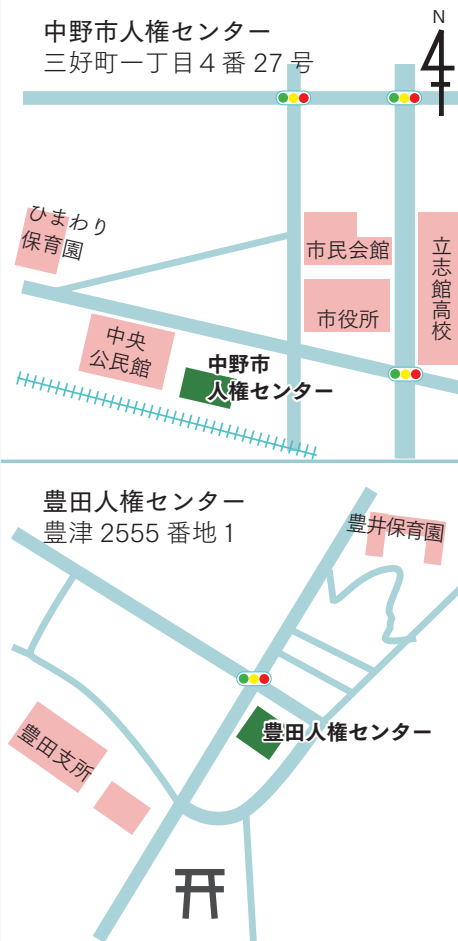 中野市人権センター
三好町一丁目4番27号
N
ひまわり
保育園
市民会館
立志館高校
市役所
中央
公民館
中野市
人権センター
豊田人権センター
豊津 2555 番地 1
豊井保育園
豊田人権センター
豊田支所